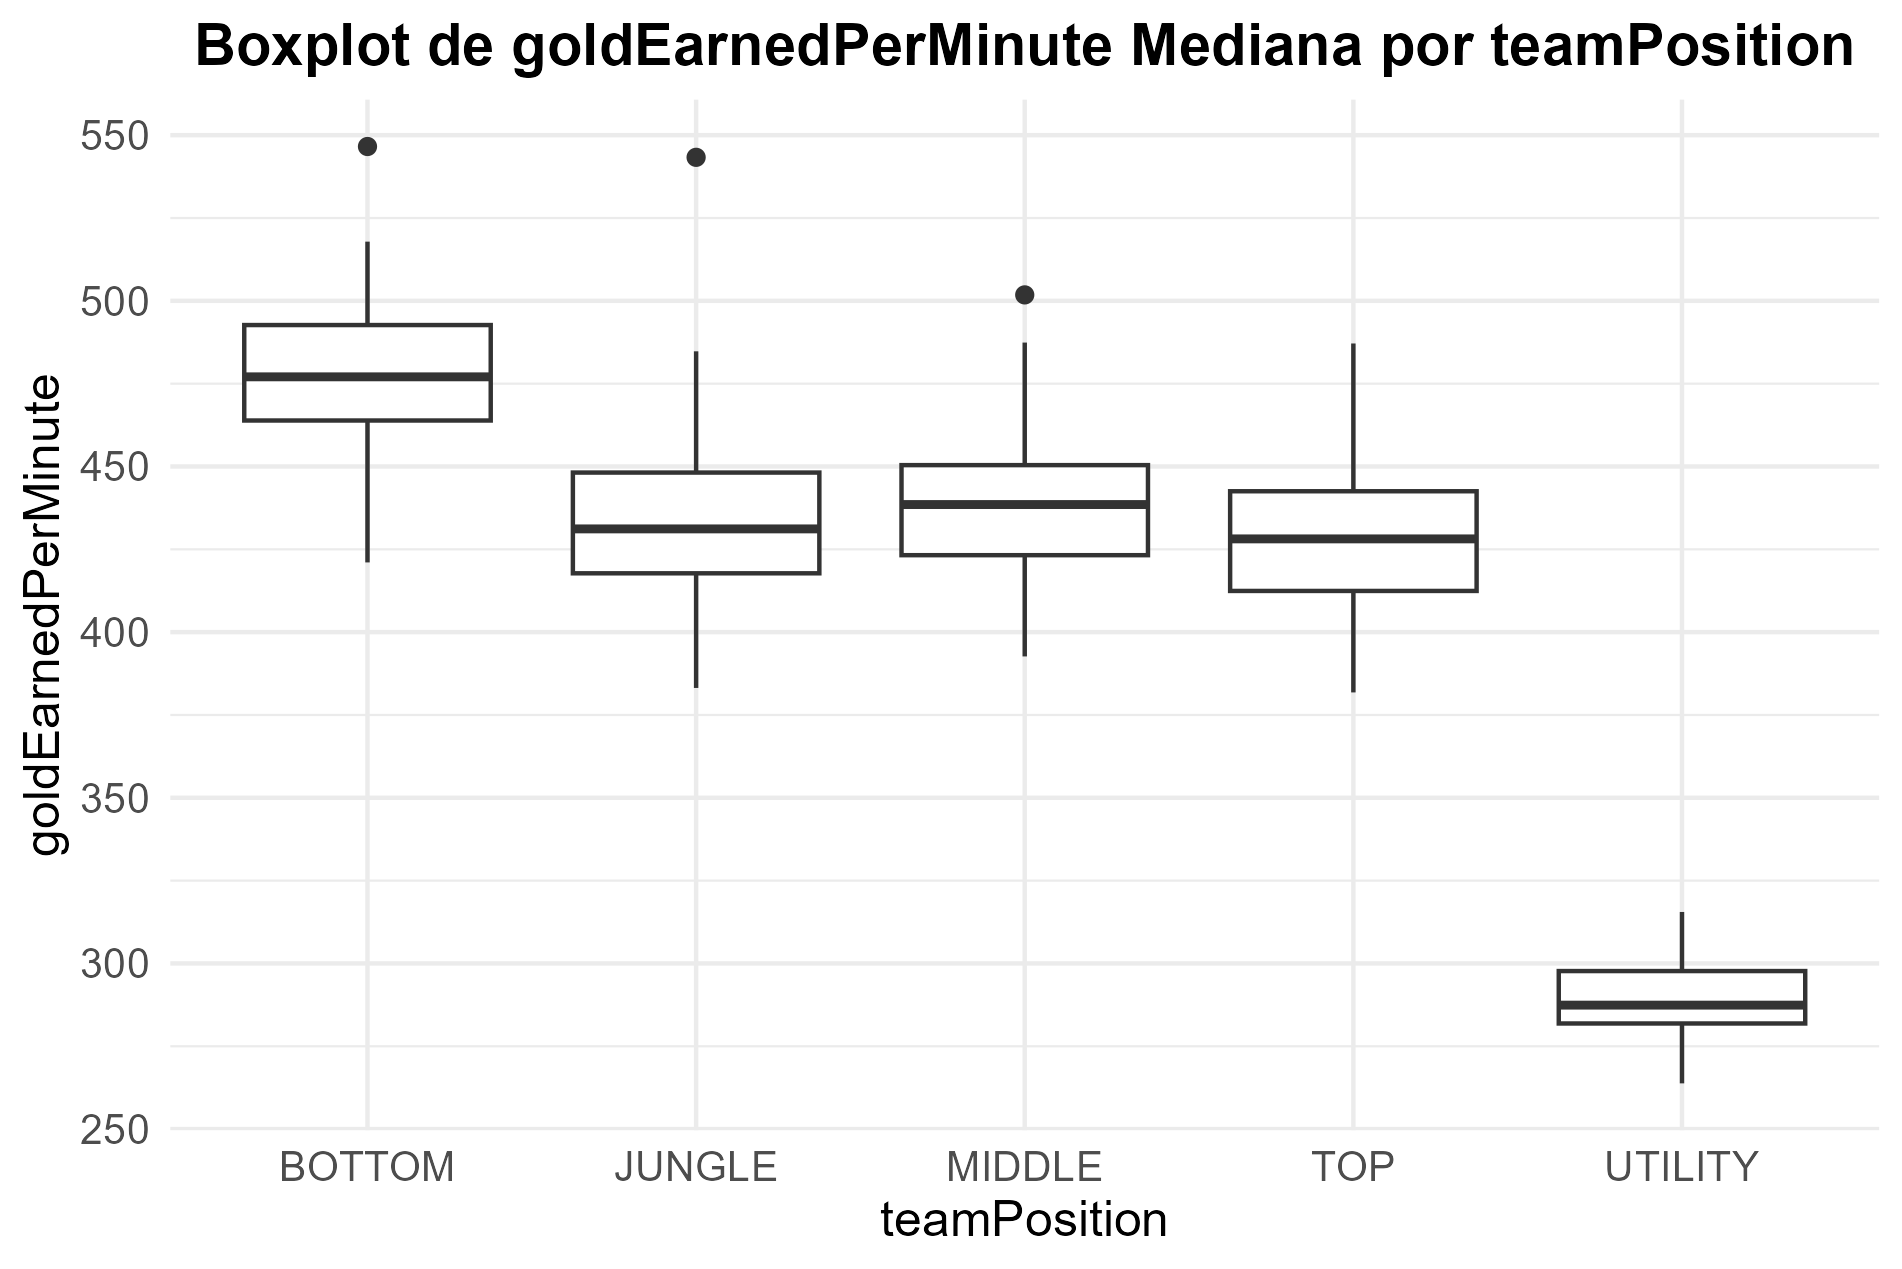 Boxplot de goldEarnedPerMinute Mediana por teamPosition
goldEarnedPerMinute
550
500
450
400
350
300
250
BOTTOM JUNGLE MIDDLE TOP UTILITY
teamPosition